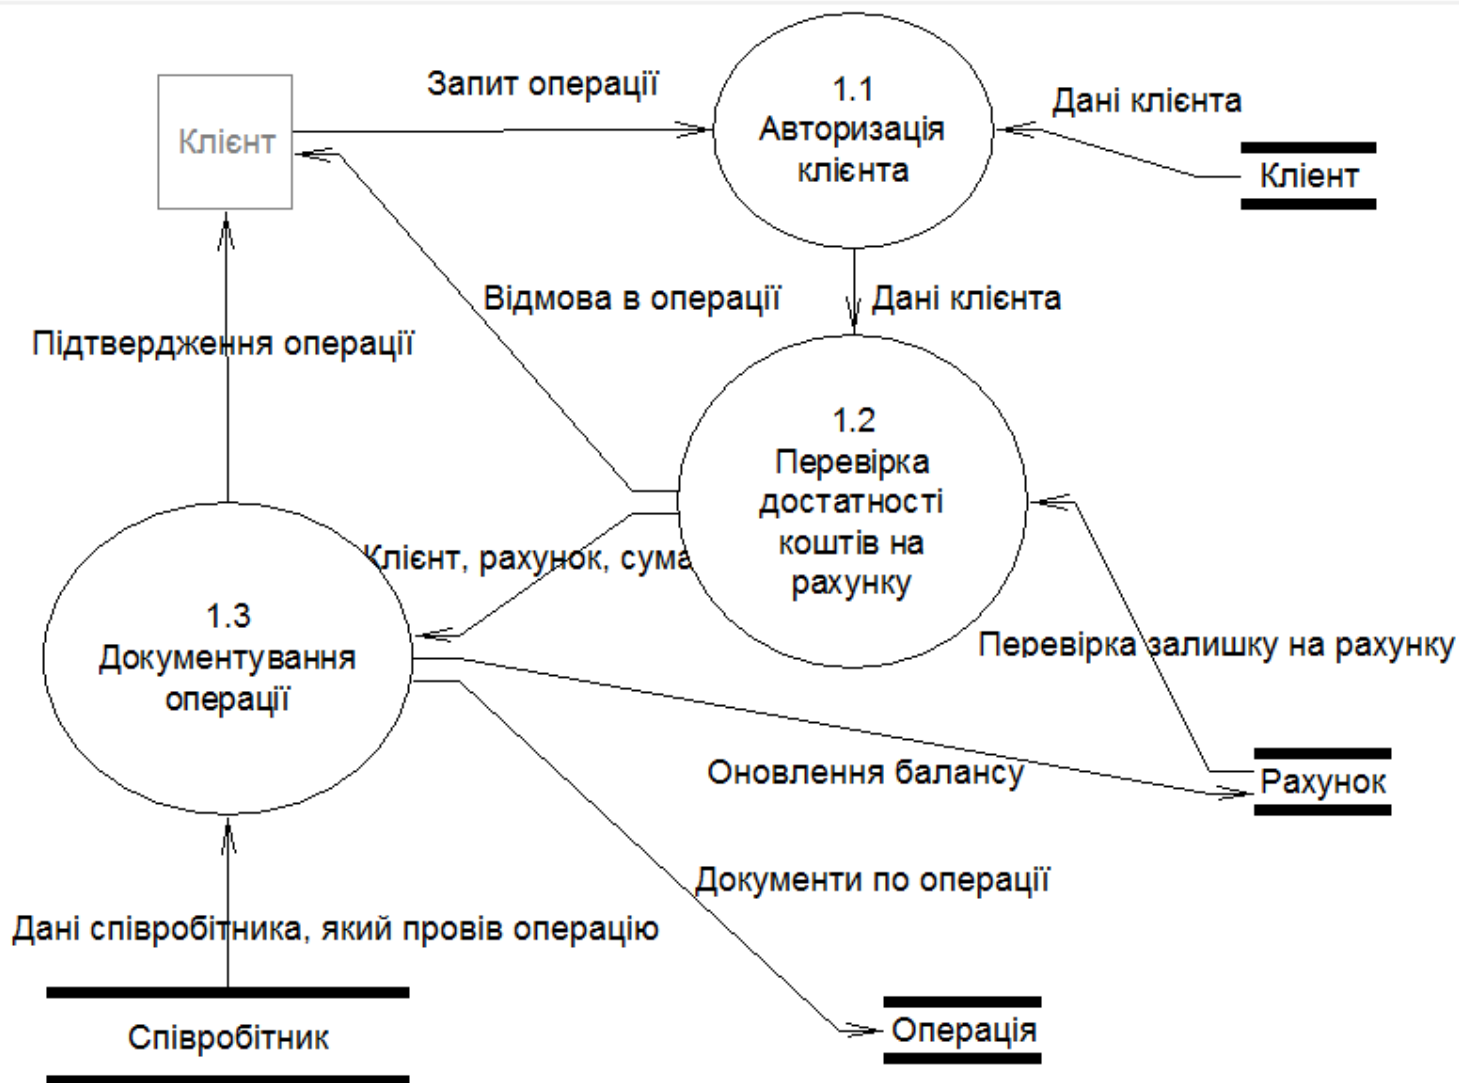 Запит операції
1.1
Авторизація
клієнта
Дані клієнта
Клієнт
Кліент
Відмова в операції
Дані клієнта
Підтвердження операції
1.2
Перевірка
достатності
коштів на
рахунку
Клієнт, рахунок, сума
1.3
Документування
операції
Перевірка залишку на рахунку
Оновлення балансу
Рахунок
Документи по операції
Дані співробітника, який провів операцію
Співробітник
Операція